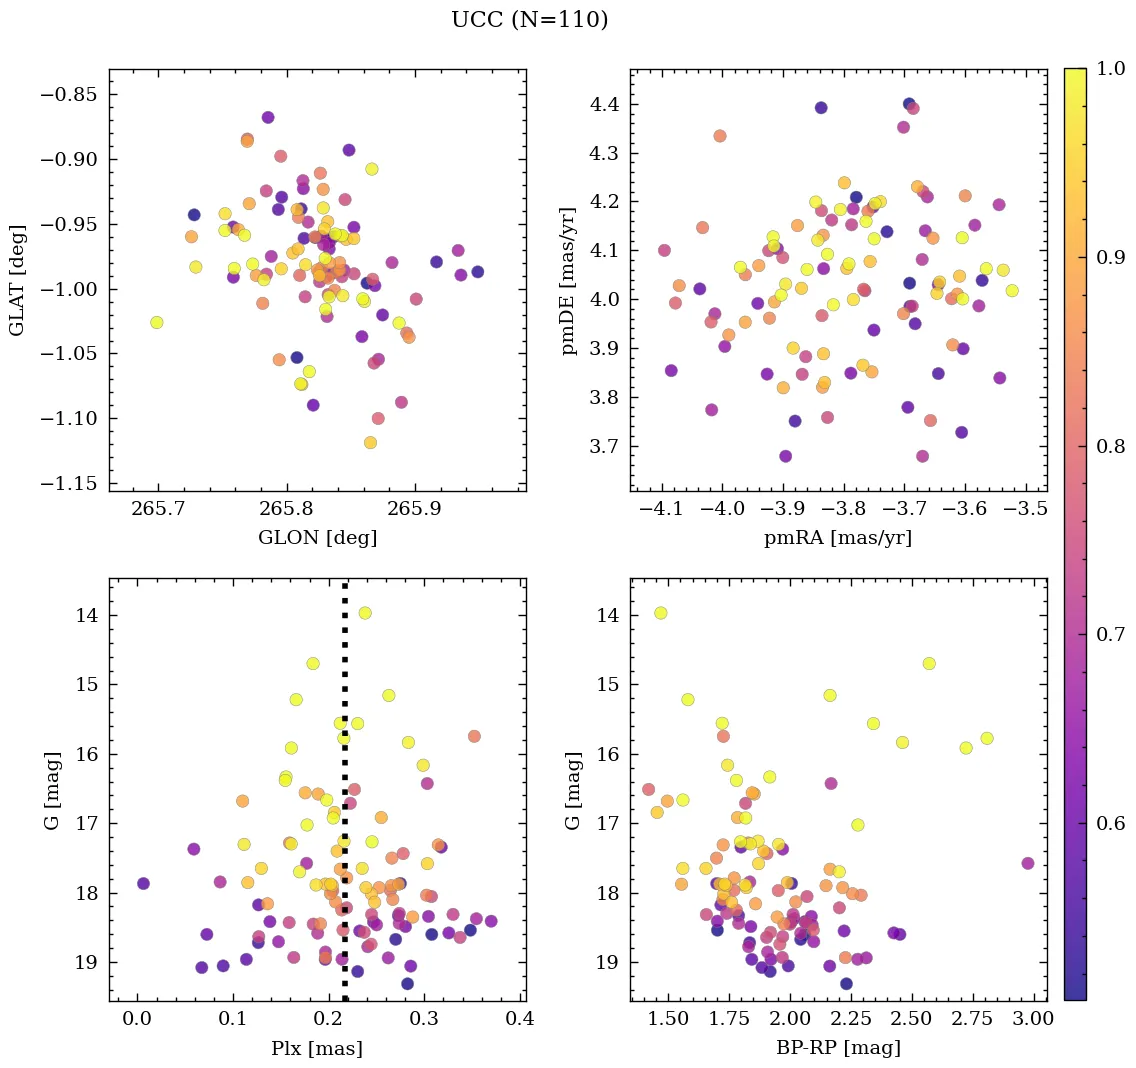 UCC (N=110)
−0.85
−0.90
−0.95
−1.00
−1.05
−1.10
−1.15
GLAT [deg]
265.7 265.8 265.9
GLON [deg]
4.4
4.3
4.2
4.1
4.0
3.9
3.8
3.7
pmDE [mas/yr]
−4.1 −4.0 −3.9 −3.8 −3.7 −3.6 −3.5
pmRA [mas/yr]
1.0
0.9
0.8
0.7
0.6
14
15
16
17
18
19
G [mag]
0.0 0.1 0.2 0.3 0.4
Plx [mas]
14
15
16
17
18
19
G [mag]
1.50 1.75 2.00 2.25 2.50 2.75 3.00
BP-RP [mag]